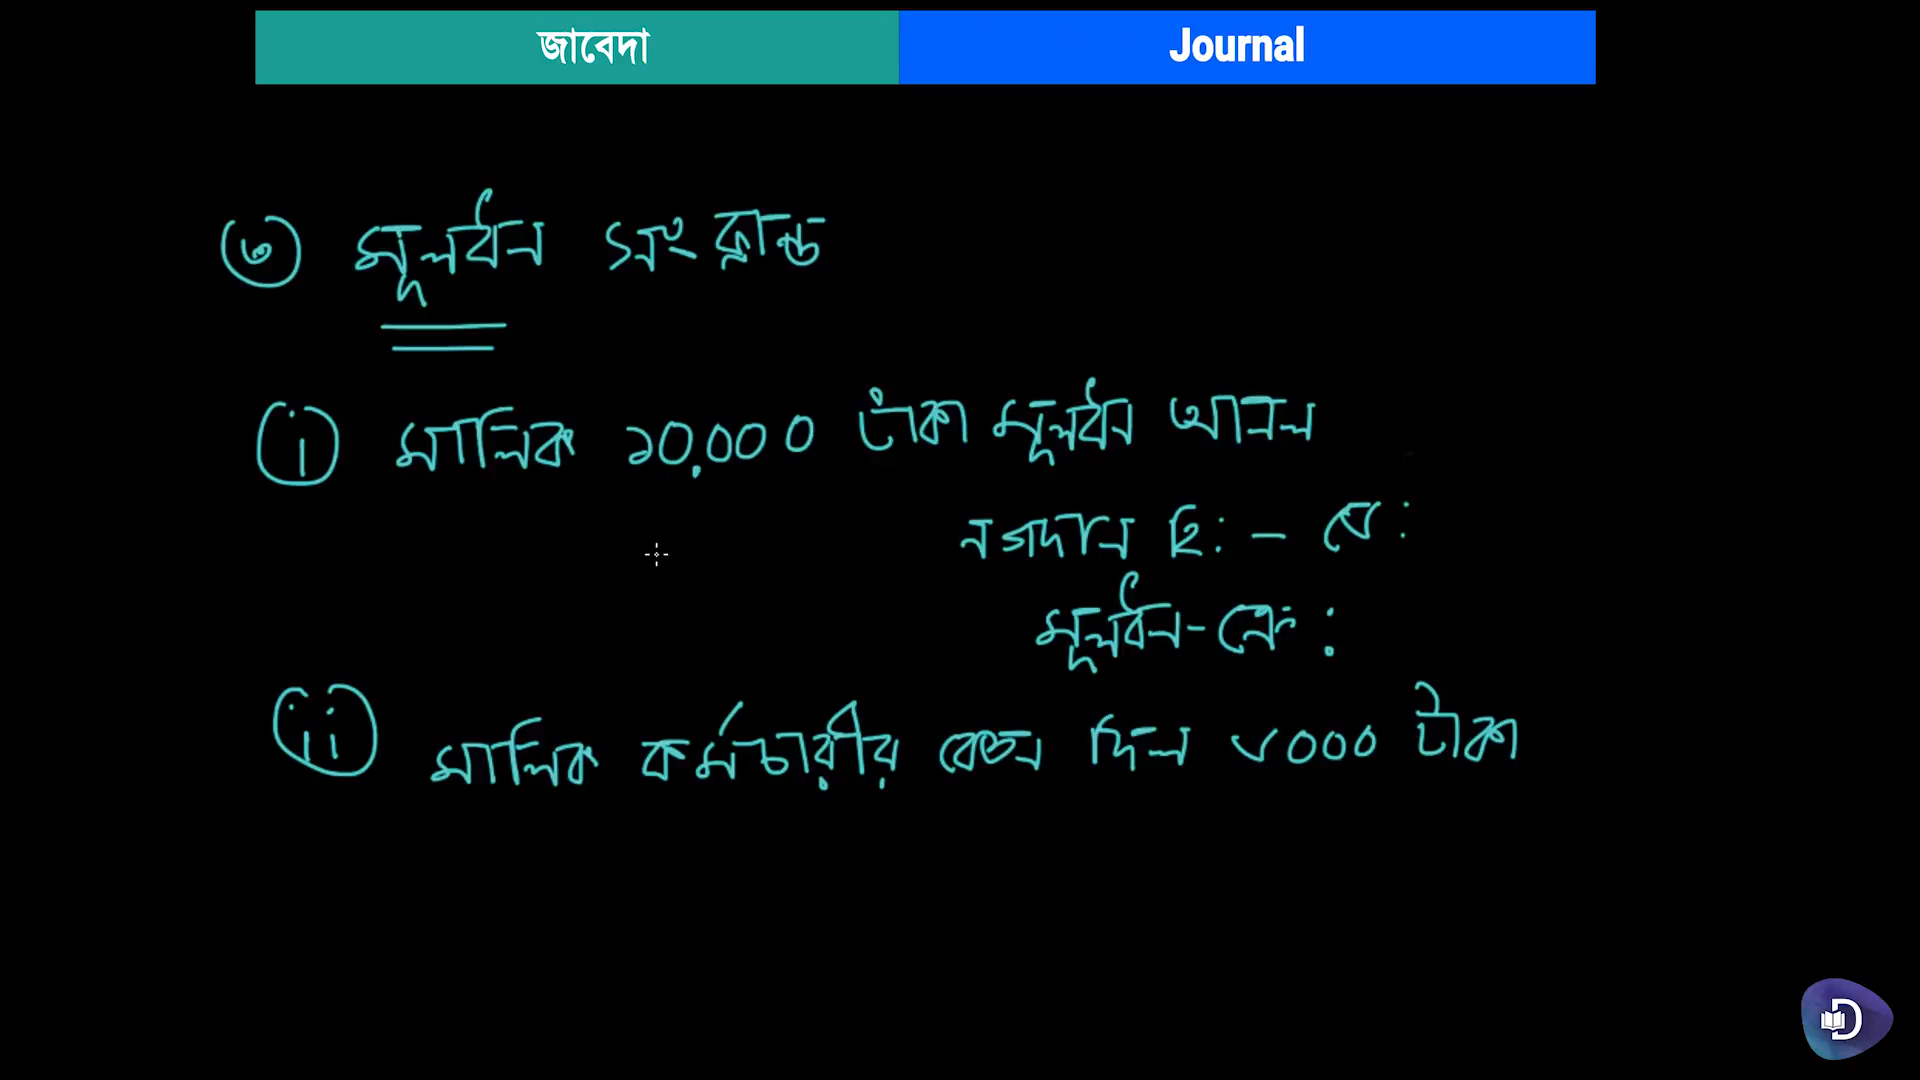 জাবেদা Journal
৩ মূলধন সংক্রান্ত
i মালিক ১০,০০০ টাকা মূলধন আনল
নগদান হি: - ডে:
মূলধন - ক্রে:
ii মালিক কর্মচারীর বেতন দিল ৮০০০ টাকা